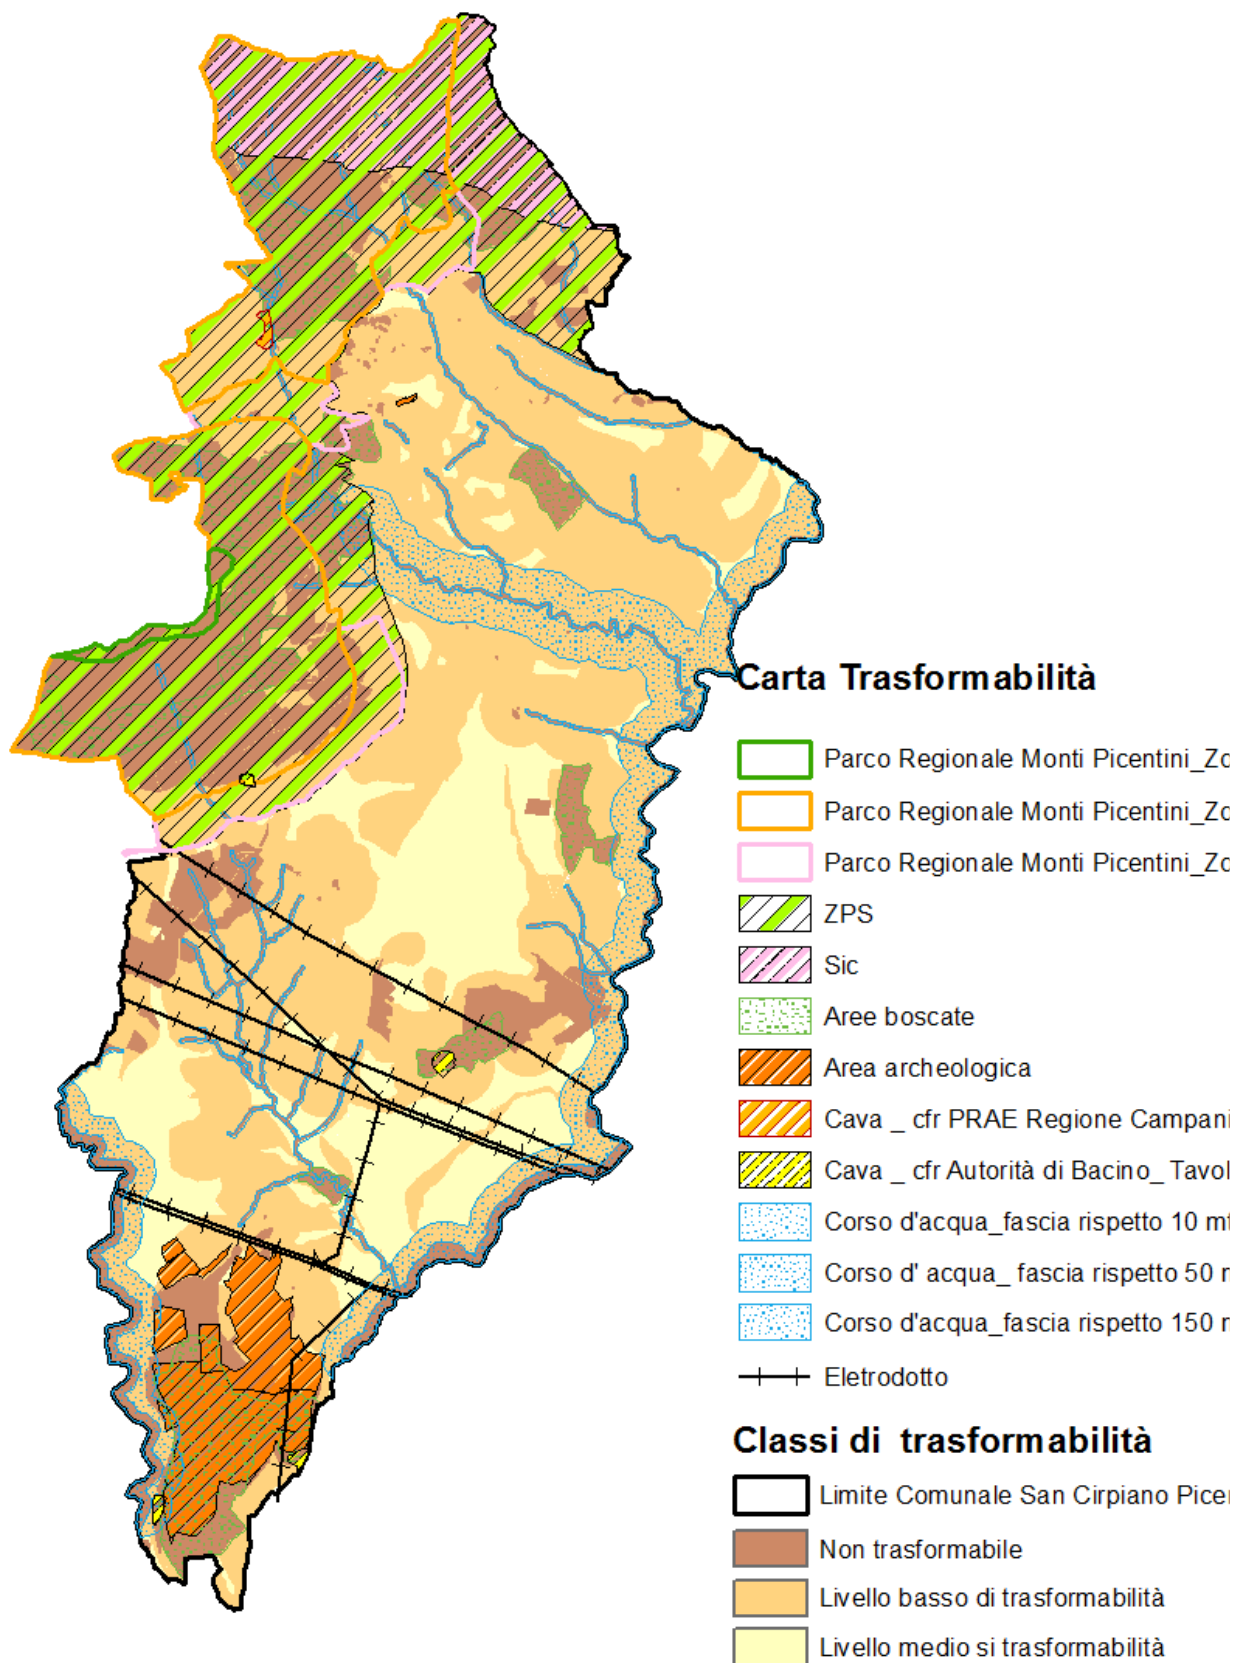 Carta Trasformabilità
Parco Regionale Monti Picentini_Zo
Parco Regionale Monti Picentini_Zo
Parco Regionale Monti Picentini_Zo
ZPS
Sic
Aree boscate
Area archeologica
Cava _ cfr PRAE Regione Campani
Cava _ cfr Autorità di Bacino_ Tavol
Corso d'acqua_fascia rispetto 10 mt
Corso d' acqua_ fascia rispetto 50 r
Corso d'acqua_fascia rispetto 150 r
Eletrodotto
Classi di trasformabilità
Limite Comunale San Cirpiano Picen
Non trasformabile
Livello basso di trasformabilità
Livello medio si trasformabilità